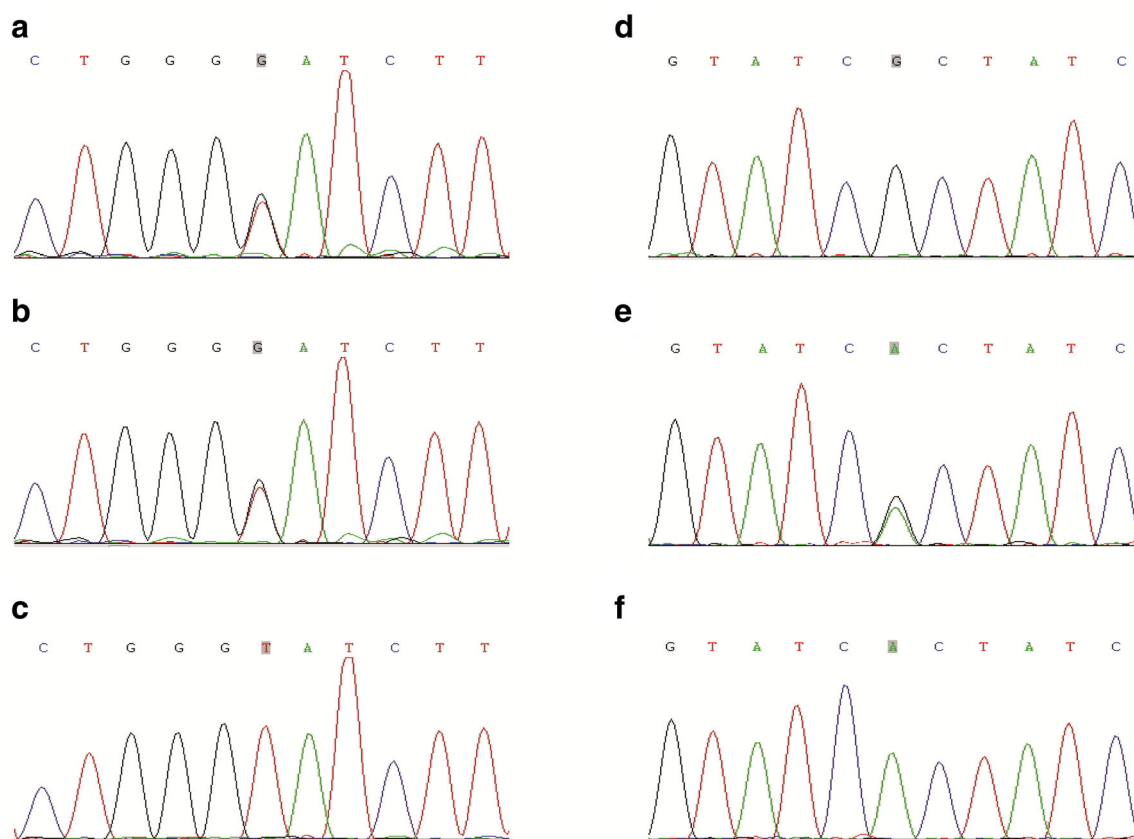 a
C T G G G G A T C T T
b
C T G G G G A T C T T
c
C T G G G T A T C T T
d
G T A T C G C T A T C
e
G T A T C A C T A T C
f
G T A T C A C T A T C